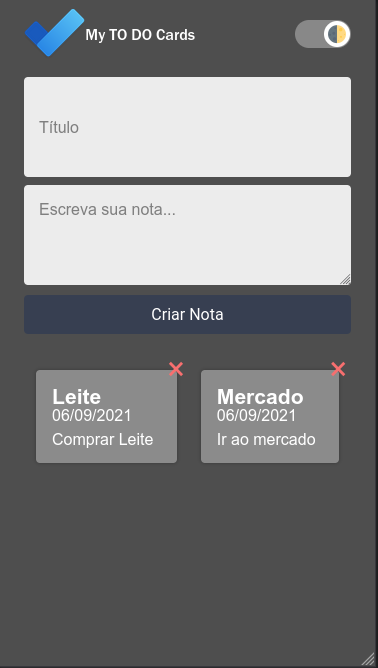 My TO DO Cards
Título
Escreva sua nota...
Criar Nota
Leite
06/09/2021
Comprar Leite
Mercado
06/09/2021
Ir ao mercado